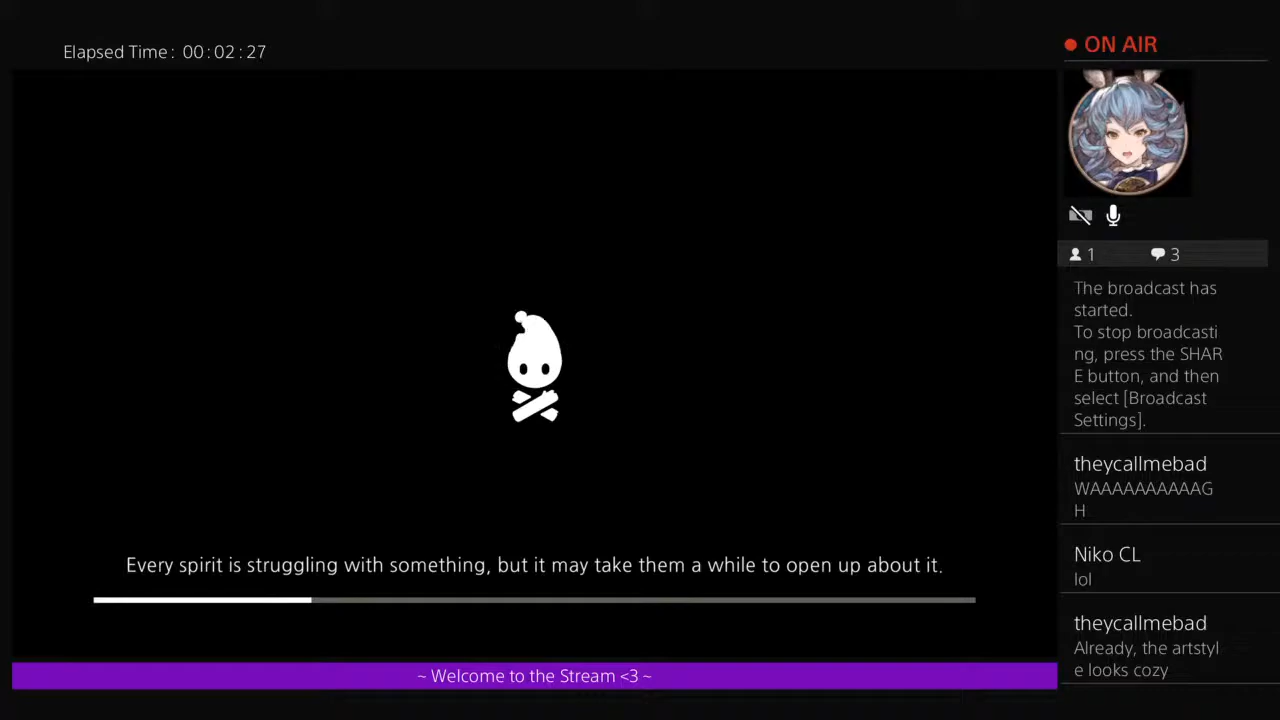 Elapsed Time: 00:02:27
ON AIR
1 3
The broadcast has
started.
To stop broadcasti
ng, press the SHAR
E button, and then
select [Broadcast
Settings].
theycallmebad
WAAAAAAAAAAG
H
Niko CL
lol
theycallmebad
Already, the artstyl
e looks cozy
Every spirit is struggling with something, but it may take them a while to open up about it.
~ Welcome to the Stream <3 ~